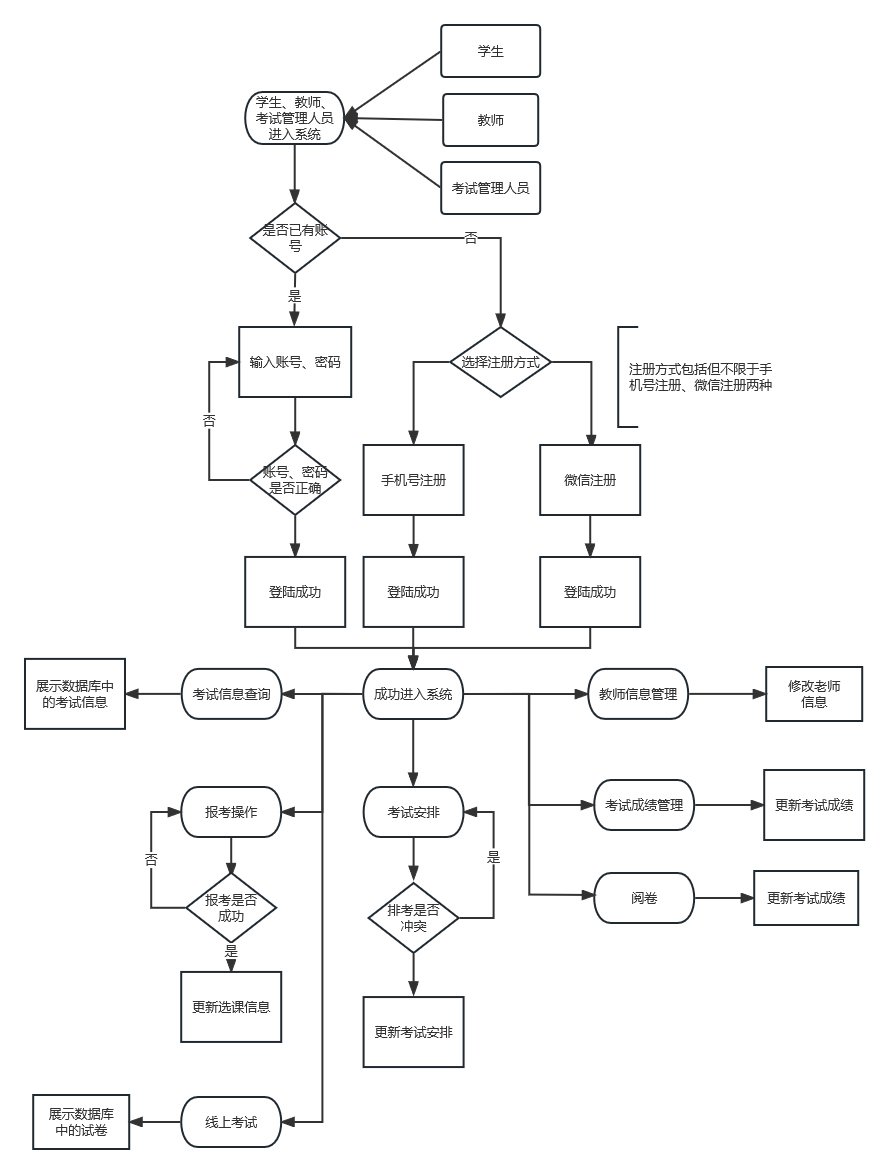 学生
学生、教师、
考试管理人员
进入系统
教师
考试管理人员
是否已有账
号
否
是
输入账号、密码
选择注册方式
注册方式包括但不限于手
机号注册、微信注册两种
否
账号、密码
是否正确
手机号注册
微信注册
登陆成功
登陆成功
登陆成功
展示数据库中
的考试信息
考试信息查询
成功进入系统
教师信息管理
修改老师
信息
报考操作
考试安排
考试成绩管理
更新考试成绩
否
是
报考是否
成功
排考是否
冲突
阅卷
更新考试成绩
是
更新选课信息
更新考试安排
展示数据库
中的试卷
线上考试